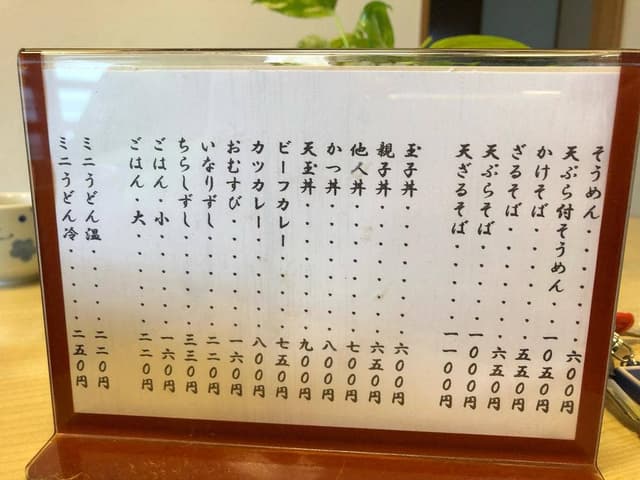 そうめん・・・・・・六〇〇円
天ぷら付そうめん・・一〇五〇円
かけそば・・・・・・五五〇円
ざるそば・・・・・・六五〇円
天ぷらそば・・・・・一〇〇〇円
天ざるそば・・・・・一一〇〇円
玉子丼・・・・・・・六〇〇円
親子丼・・・・・・・六五〇円
他人丼・・・・・・・七〇〇円
かつ丼・・・・・・・八〇〇円
天玉丼・・・・・・・九〇〇円
ビーフカレー・・・・七五〇円
カツカレー・・・・・八〇〇円
おむすび・・・・・・一六〇円
いなりずし・・・・・二二〇円
ちらしずし・・・・・三三〇円
ごはん・小・・・・・一六〇円
ごはん・大・・・・・二二〇円
ミニうどん温・・・・二二〇円
ミニうどん冷・・・・二五〇円